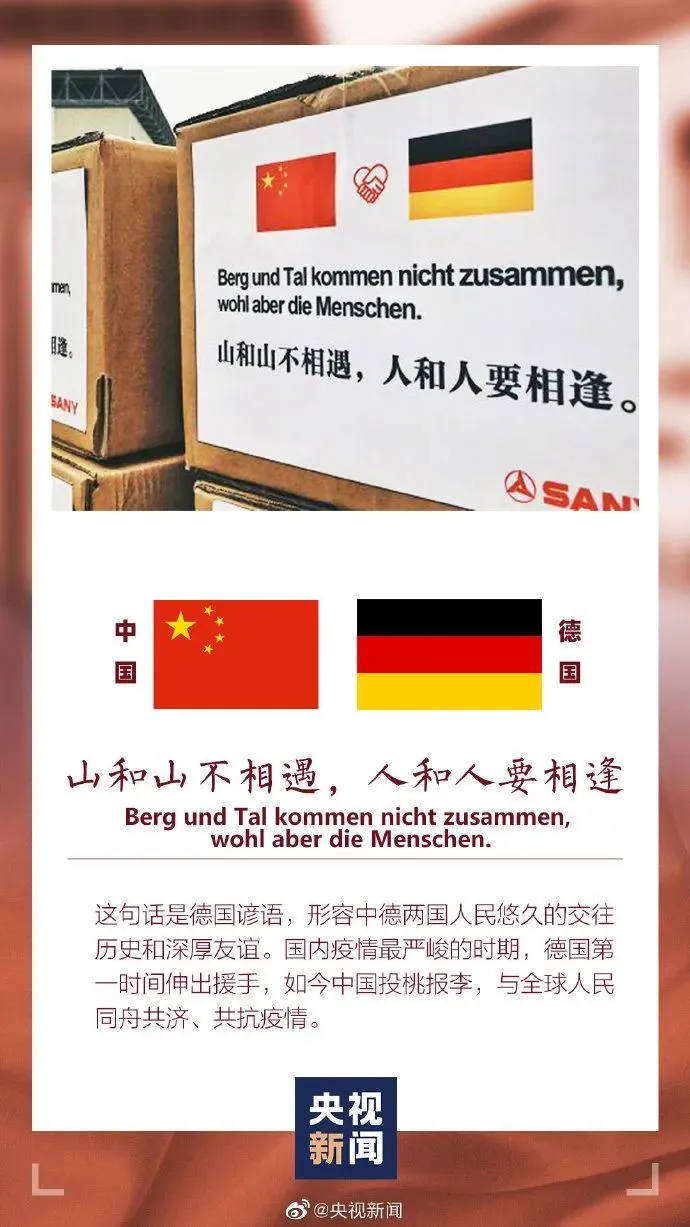 Berg und Tal kommen nicht zusammen,
wohl aber die Menschen.
山和山不相遇，人和人要相逢。
SANY
men,
相逢。
SANY
中国
德国
山和山不相遇，人和人要相逢
Berg und Tal kommen nicht zusammen,
wohl aber die Menschen.
这句话是德国谚语，形容中德两国人民悠久的交往
历史和深厚友谊。国内疫情最严峻的时期，德国第
一时间伸出援手，如今中国投桃报李，与全球人民
同舟共济、共抗疫情。
央视
新闻
@央视新闻